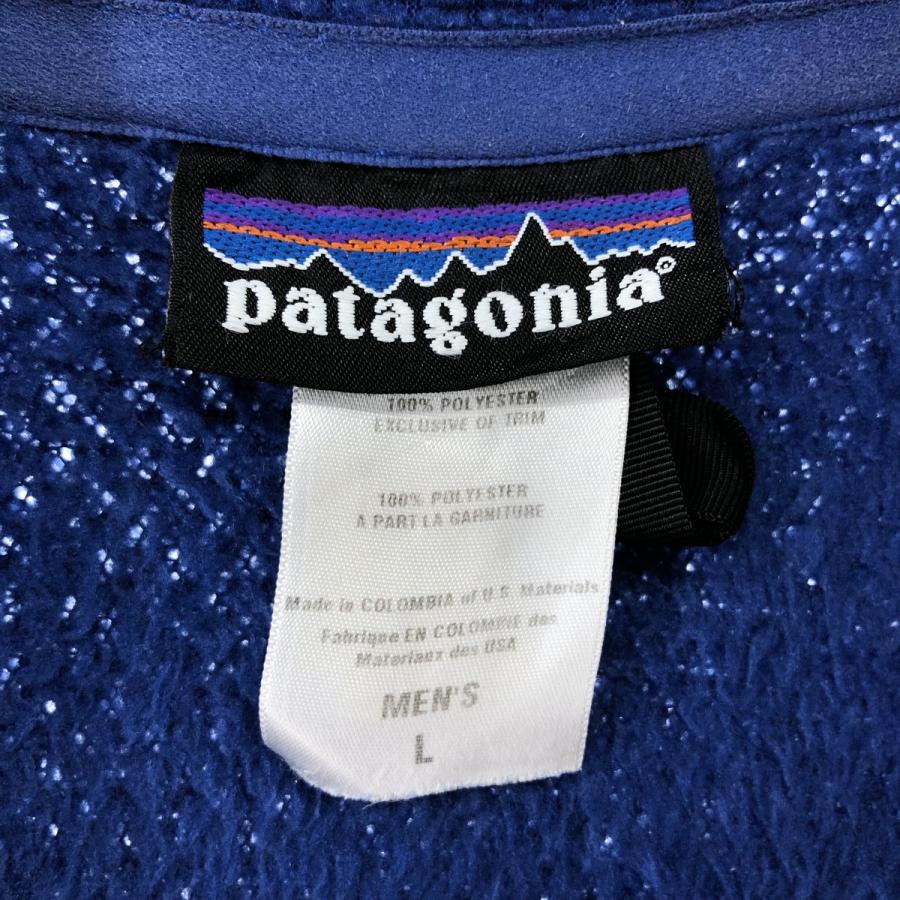 patagonia®
100% POLYESTER
EXCLUSIVE OF TRIM
100% POLYESTER
A PART LA GARNITURE
Made in COLOMBIA of U.S. Materials
Fabrique EN COLOMBIE des
Materiaux des USA
MEN'S
L